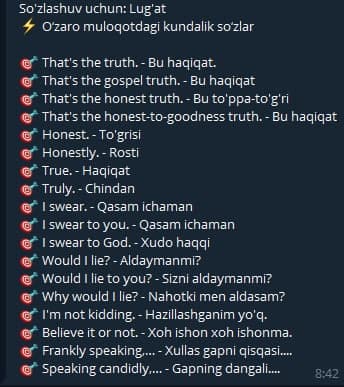 So'zlashuv uchun: Lug'at
⚡ O'zaro muloqotdagi kundalik so'zlar
🎯 That's the truth. - Bu haqiqat.
🎯 That's the gospel truth. - Bu haqiqat
🎯 That's the honest truth. - Bu to'ppa-to'g'ri
🎯 That's the honest-to-goodness truth. - Bu haqiqat
🎯 Honest. - To'grisi
🎯 Honestly. - Rosti
🎯 True. - Haqiqat
🎯 Truly. - Chindan
🎯 I swear. - Qasam ichaman
🎯 I swear to you. - Qasam ichaman
🎯 I swear to God. - Xudo haqqi
🎯 Would I lie? - Aldaymanmi?
🎯 Would I lie to you? - Sizni aldaymanmi?
🎯 Why would I lie? - Nahotki men aldasam?
🎯 I'm not kidding. - Hazillashganim yo'q.
🎯 Believe it or not. - Xoh ishon xoh ishonma.
🎯 Frankly speaking,... - Xullas gapni qisqasi....
🎯 Speaking candidly,... - Gapning dangali....
8:42